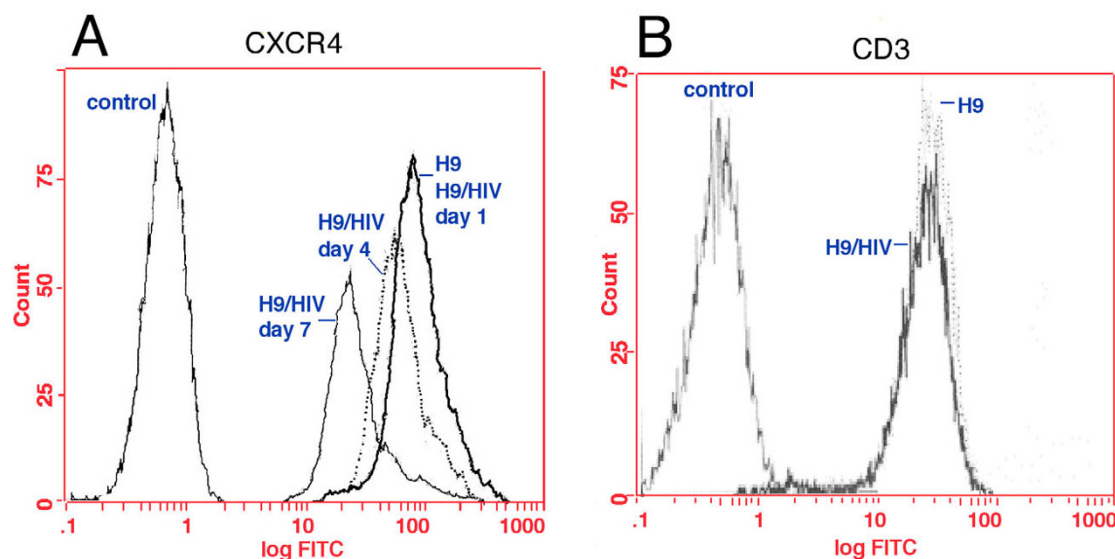 A
CXCR4
control
H9
H9/HIV
day 1
H9/HIV
day 4
H9/HIV
day 7
75
50
25
0
Count
.1 1 10 100 1000
log FITC
B
CD3
75
control
H9
H9/HIV
50
25
0
Count
.1 1 10 100 1000
log FITC